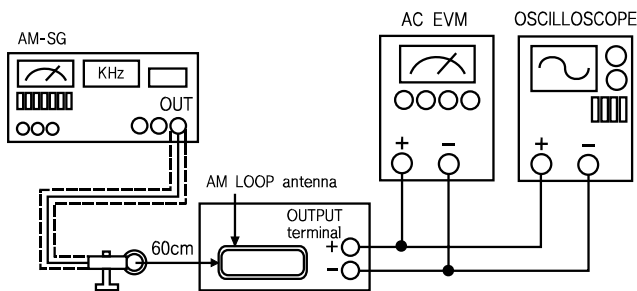 AC EVM
OSCILLOSCOPE
AM-SG
KHz
OUT
+
-
+
-
AM LOOP antenna
60cm
OUTPUT
terminal
+
-